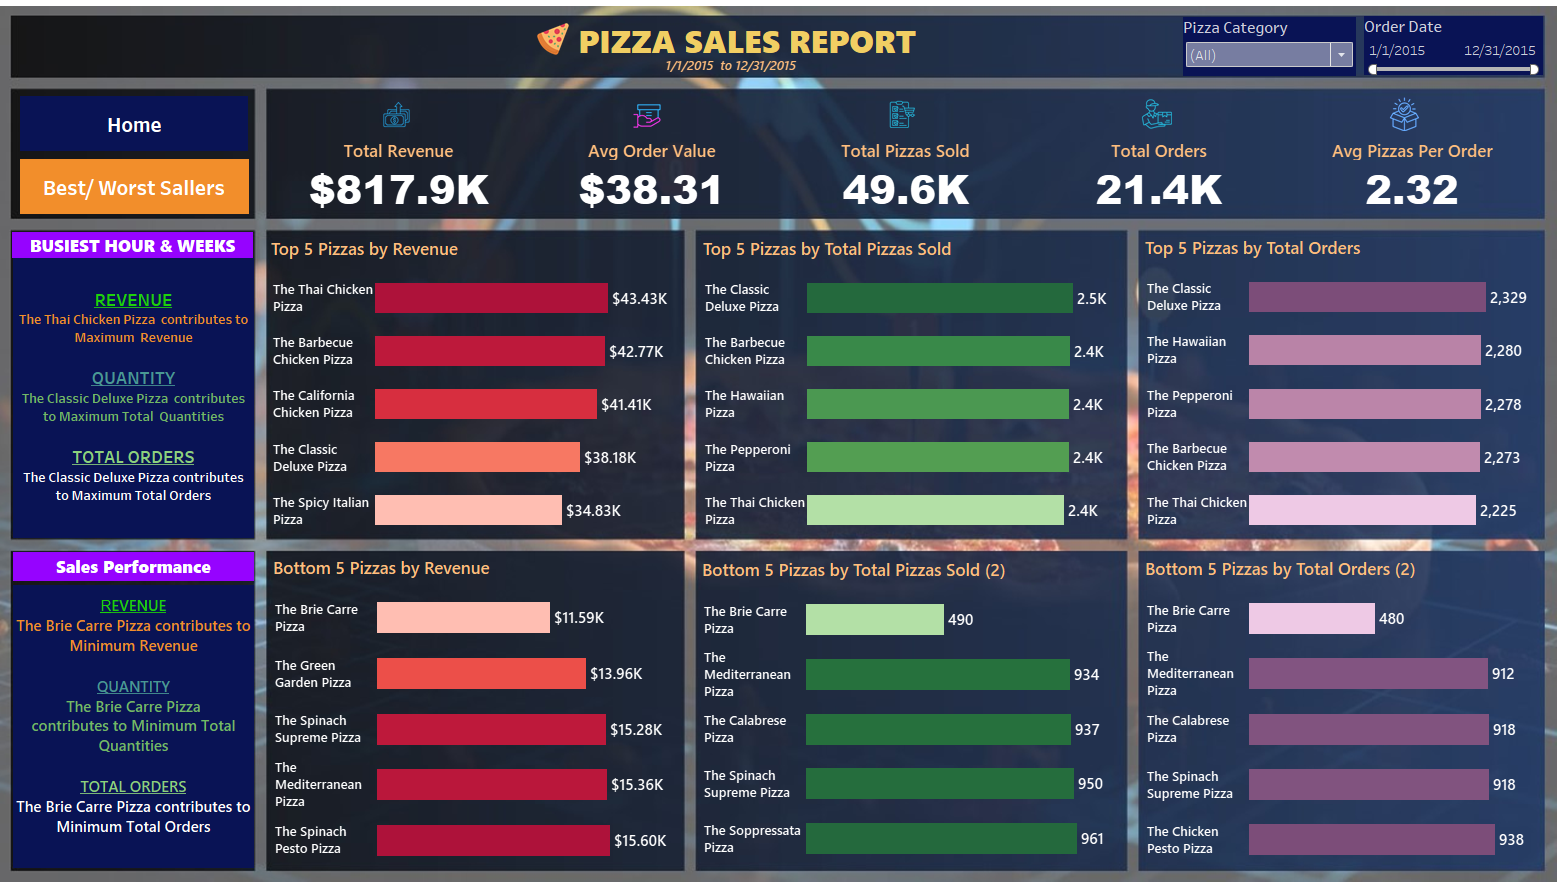 PIZZA SALES REPORT
1/1/2015 to 12/31/2015
Pizza Category
(All)
Order Date
1/1/2015
12/31/2015
Home
Best/ Worst Sallers
Total Revenue
$817.9K
Avg Order Value
$38.31
Total Pizzas Sold
49.6K
Total Orders
21.4K
Avg Pizzas Per Order
2.32
BUSIEST HOUR & WEEKS
REVENUE
The Thai Chicken Pizza contributes to
Maximum Revenue
QUANTITY
The Classic Deluxe Pizza contributes
to Maximum Total Quantities
TOTAL ORDERS
The Classic Deluxe Pizza contributes
to Maximum Total Orders
Top 5 Pizzas by Revenue
The Thai Chicken
Pizza
$43.43K
The Barbecue
Chicken Pizza
$42.77K
The California
Chicken Pizza
$41.41K
The Classic
Deluxe Pizza
$38.18K
The Spicy Italian
Pizza
$34.83K
Top 5 Pizzas by Total Pizzas Sold
The Classic
Deluxe Pizza
2.5K
The Barbecue
Chicken Pizza
2.4K
The Hawaiian
Pizza
2.4K
The Pepperoni
Pizza
2.4K
The Thai Chicken
Pizza
2.4K
Top 5 Pizzas by Total Orders
The Classic
Deluxe Pizza
2,329
The Hawaiian
Pizza
2,280
The Pepperoni
Pizza
2,278
The Barbecue
Chicken Pizza
2,273
The Thai Chicken
Pizza
2,225
Sales Performance
REVENUE
The Brie Carre Pizza contributes to
Minimum Revenue
QUANTITY
The Brie Carre Pizza
contributes to Minimum Total
Quantities
TOTAL ORDERS
The Brie Carre Pizza contributes to
Minimum Total Orders
Bottom 5 Pizzas by Revenue
The Brie Carre
Pizza
$11.59K
The Green
Garden Pizza
$13.96K
The Spinach
Supreme Pizza
$15.28K
The
Mediterranean
Pizza
$15.36K
The Spinach
Pesto Pizza
$15.60K
Bottom 5 Pizzas by Total Pizzas Sold (2)
The Brie Carre
Pizza
490
The
Mediterranean
Pizza
934
The Calabrese
Pizza
937
The Spinach
Supreme Pizza
950
The Soppressata
Pizza
961
Bottom 5 Pizzas by Total Orders (2)
The Brie Carre
Pizza
480
The
Mediterranean
Pizza
912
The Calabrese
Pizza
918
The Spinach
Supreme Pizza
918
The Chicken
Pesto Pizza
938